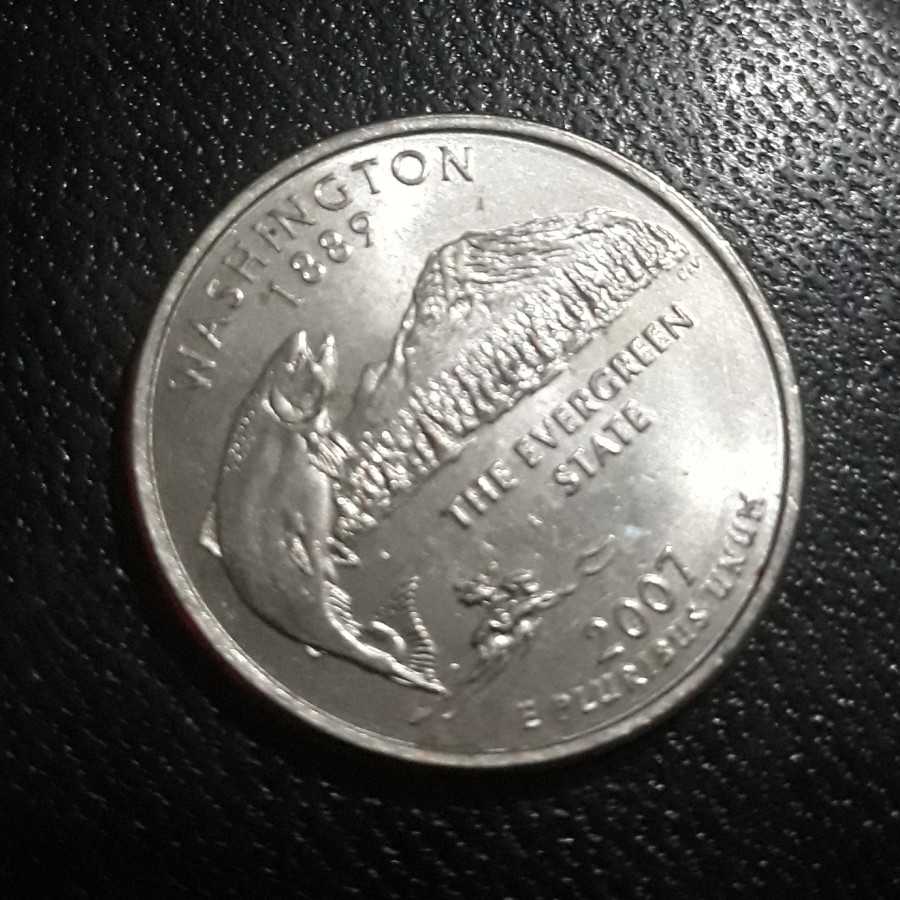 WASHINGTON
1889
THE EVERGREEN
STATE
2007
E PLURIBUS UNUM